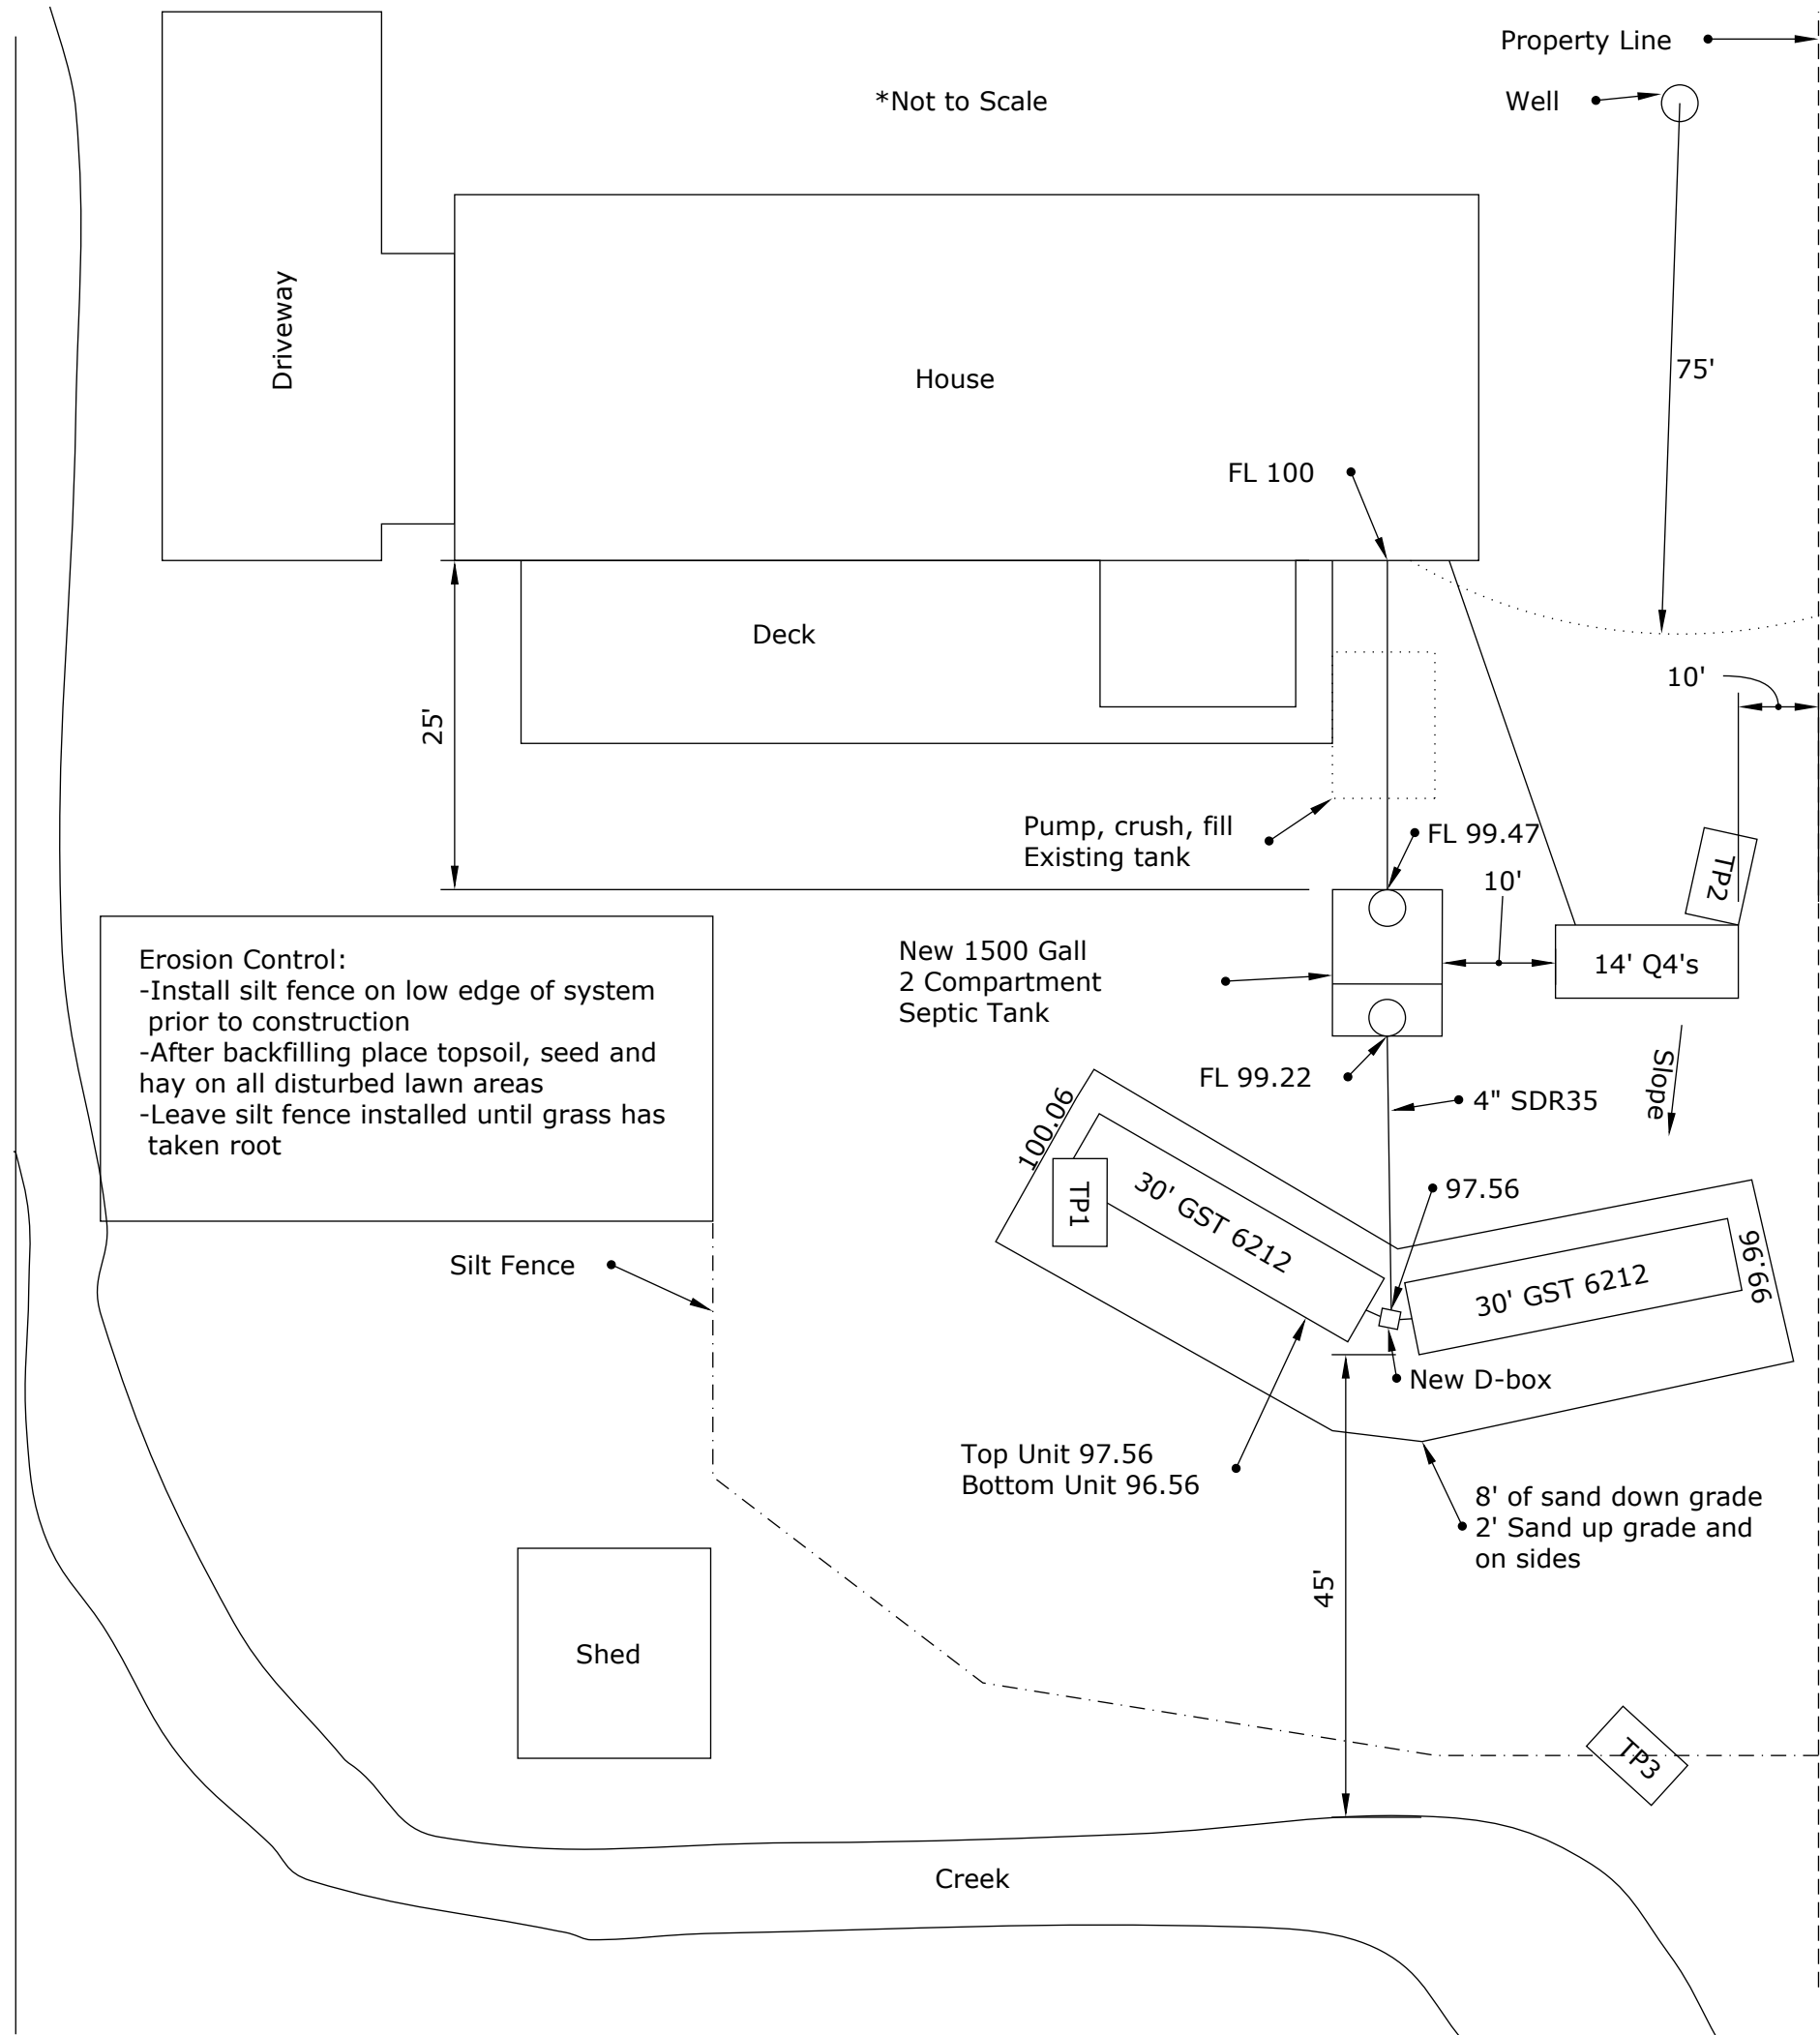 Property Line
*Not to Scale
Well
Driveway
House
75'
FL 100
Deck
10'
25'
Pump, crush, fill
Existing tank
FL 99.47
TP2
10'
Erosion Control:
-Install silt fence on low edge of system
prior to construction
-After backfilling place topsoil, seed and
hay on all disturbed lawn areas
-Leave silt fence installed until grass has
taken root
New 1500 Gall
2 Compartment
Septic Tank
14' Q4's
FL 99.22
Slope
4" SDR35
100.06
TP1
30' GST 6212
97.56
99.96
30' GST 6212
Silt Fence
New D-box
Top Unit 97.56
Bottom Unit 96.56
8' of sand down grade
2' Sand up grade and
on sides
45'
Shed
TP3
Creek